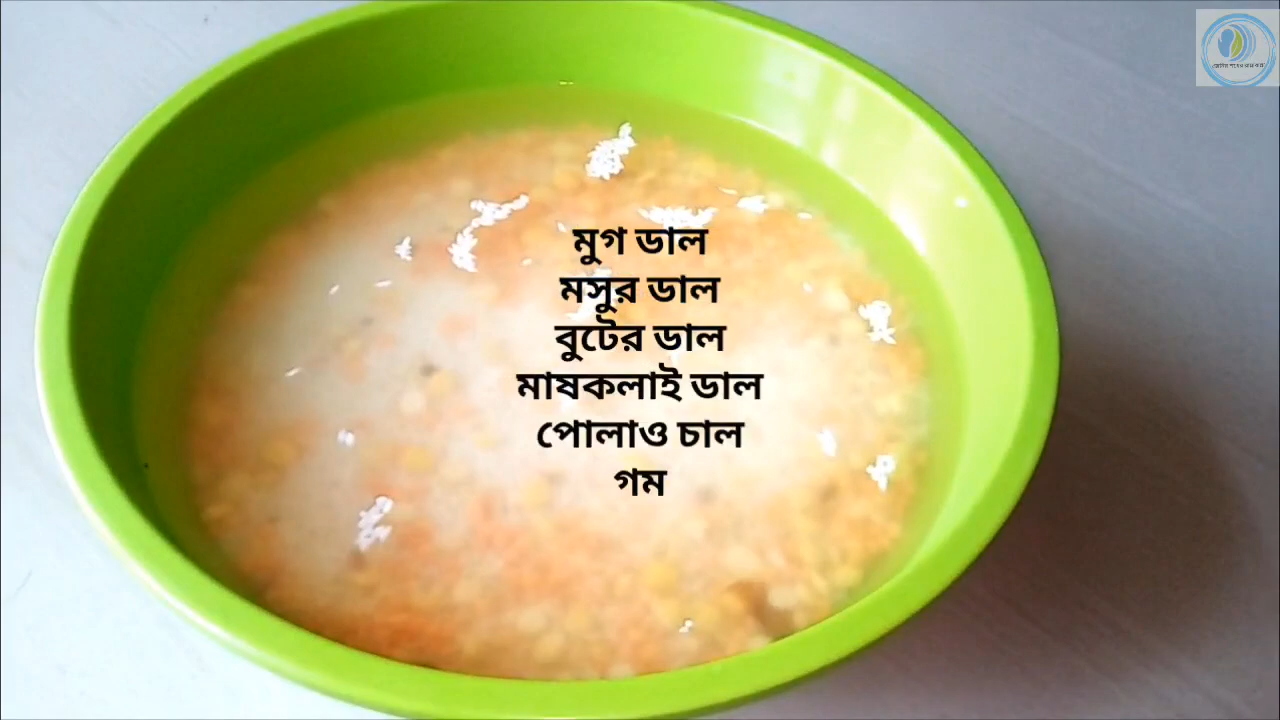 মুগ ডাল
মসুর ডাল
বুটের ডাল
মাষকলাই ডাল
পোলাও চাল
গম